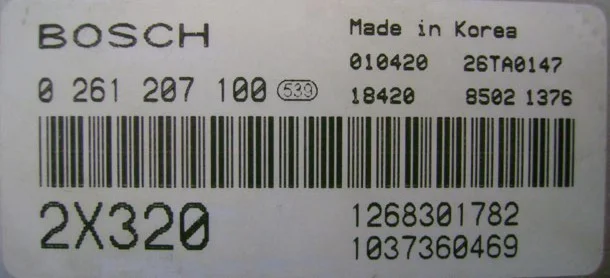 BOSCH
Made in Korea
010420 26TA0147
0 261 207 100 539
18420 8502 1376
2X320
1268301782
1037360469